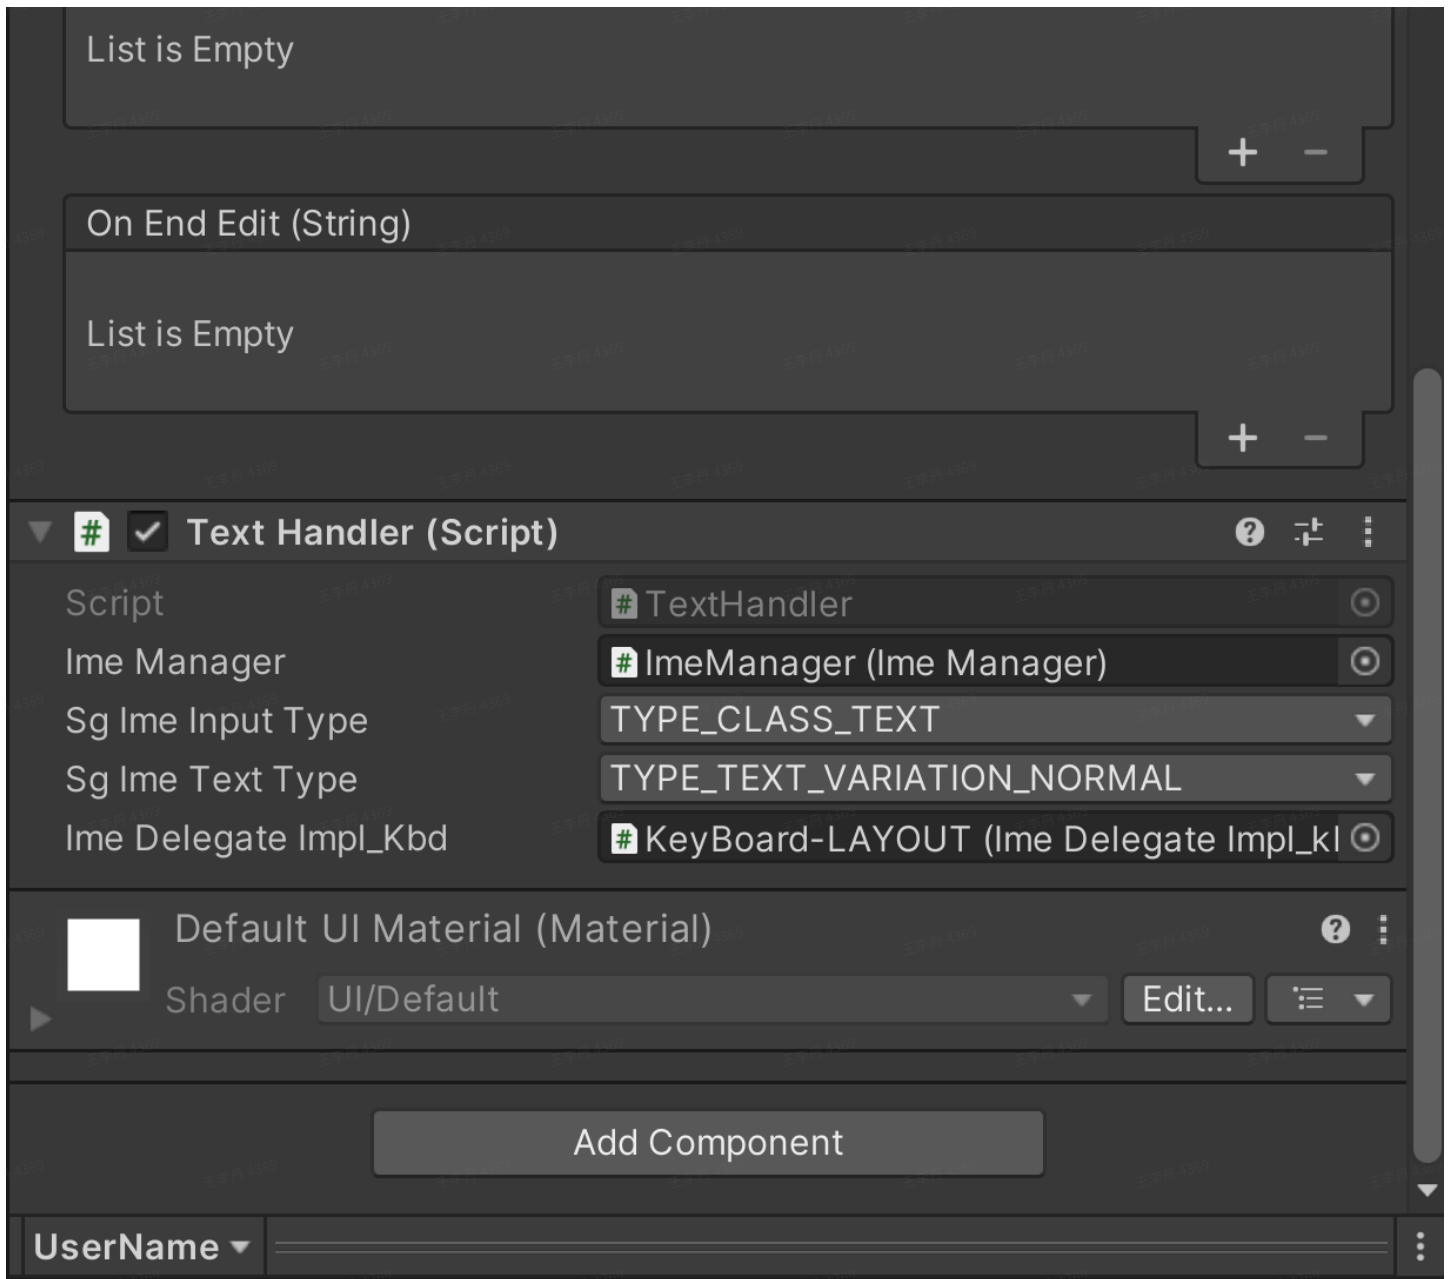 List is Empty
On End Edit (String)
List is Empty
Text Handler (Script)
Script TextHandler
Ime Manager ImeManager (Ime Manager)
Sg Ime Input Type TYPE_CLASS_TEXT
Sg Ime Text Type TYPE_TEXT_VARIATION_NORMAL
Ime Delegate Impl_Kbd KeyBoard-LAYOUT (Ime Delegate Impl_kl
Default UI Material (Material)
Shader UI/Default Edit...
Add Component
UserName